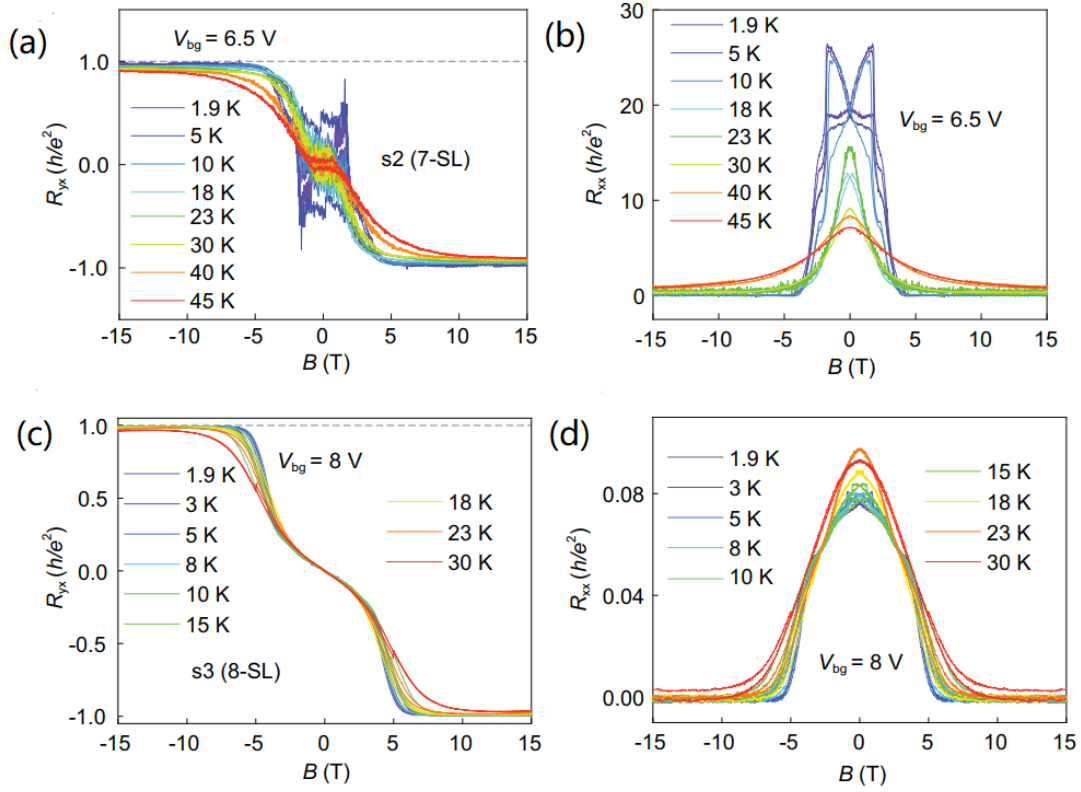 (a)
V_bg = 6.5 V
R_yx (h/e²)
1.0
0.0
-1.0
1.9 K
5 K
10 K
18 K
23 K
30 K
40 K
45 K
s2 (7-SL)
-15 -10 -5 0 5 10 15
B (T)
(b)
R_xx (h/e²)
30
20
10
0
1.9 K
5 K
10 K
18 K
23 K
30 K
40 K
45 K
V_bg = 6.5 V
-15 -10 -5 0 5 10 15
B (T)
(c)
R_yx (h/e²)
1.0
0.5
0.0
-0.5
-1.0
V_bg = 8 V
1.9 K
3 K
5 K
8 K
10 K
15 K
18 K
23 K
30 K
s3 (8-SL)
-15 -10 -5 0 5 10 15
B (T)
(d)
R_xx (h/e²)
0.08
0.04
0.00
1.9 K
3 K
5 K
8 K
10 K
15 K
18 K
23 K
30 K
V_bg = 8 V
-15 -10 -5 0 5 10 15
B (T)